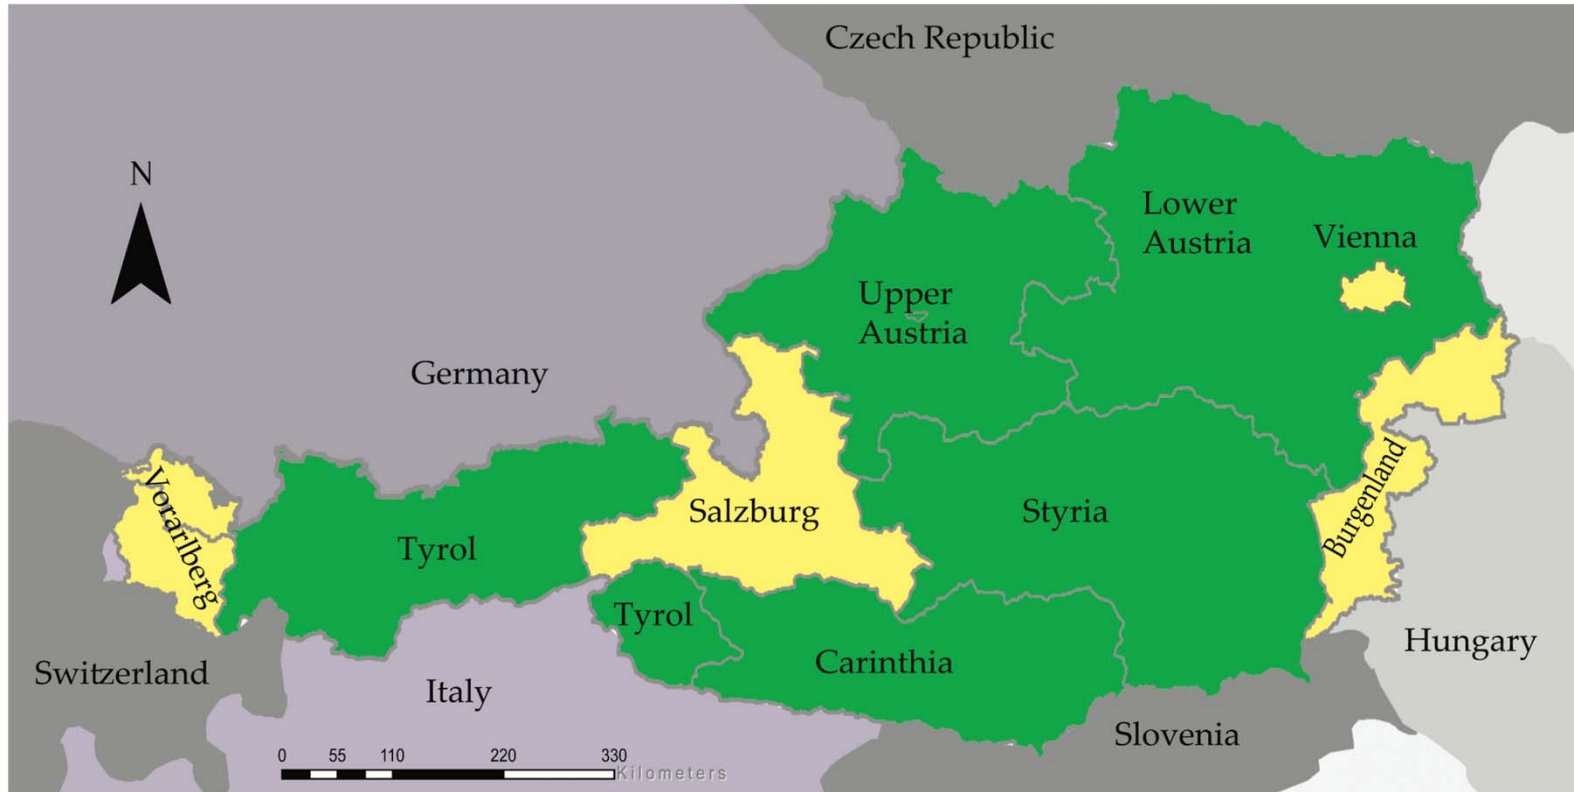 Czech Republic
N
Lower
Austria
Vienna
Upper
Austria
Germany
Vorarlberg
Tyrol
Salzburg
Styria
Burgenland
Tyrol
Carinthia
Hungary
Switzerland
Italy
Slovenia
0 55 110 220 330
Kilometers